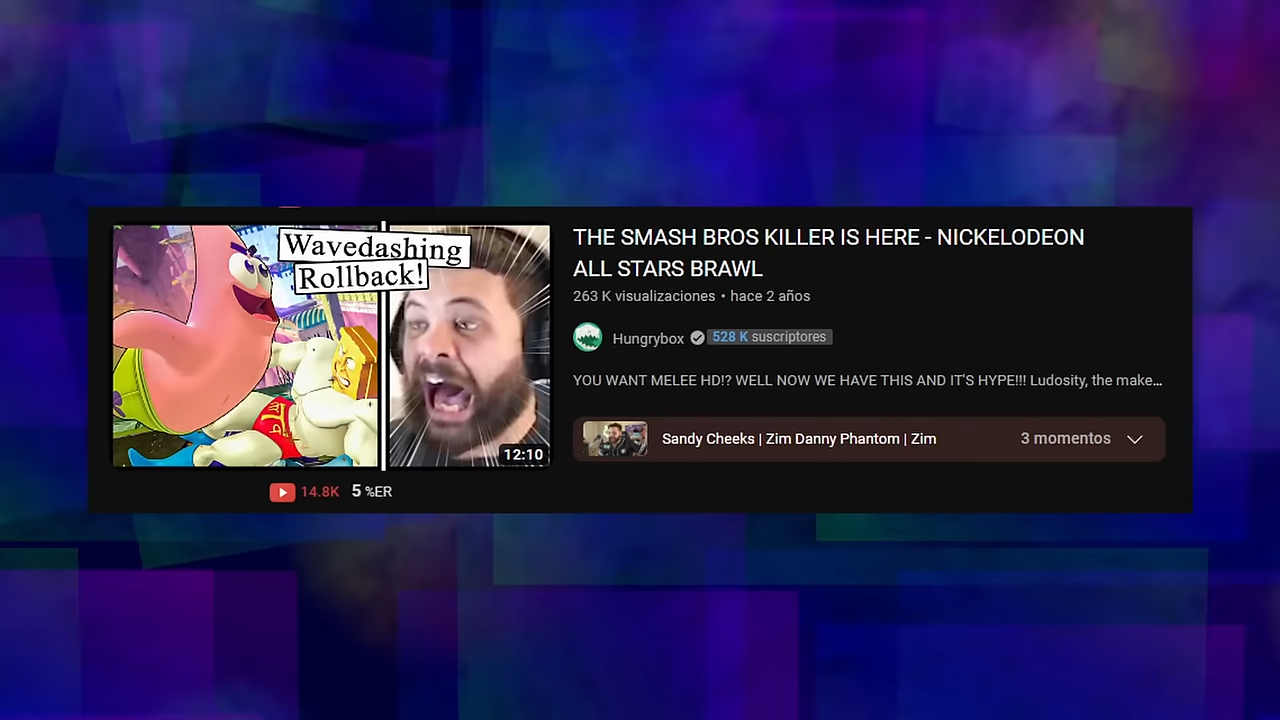 Wavedashing
Rollback!
12:10
14.8K 5 %ER
THE SMASH BROS KILLER IS HERE - NICKELODEON
ALL STARS BRAWL
263 K visualizaciones • hace 2 años
Hungrybox 528 K suscriptores
YOU WANT MELEE HD!? WELL NOW WE HAVE THIS AND IT'S HYPE!!! Ludosity, the make...
Sandy Cheeks | Zim Danny Phantom | Zim 3 momentos